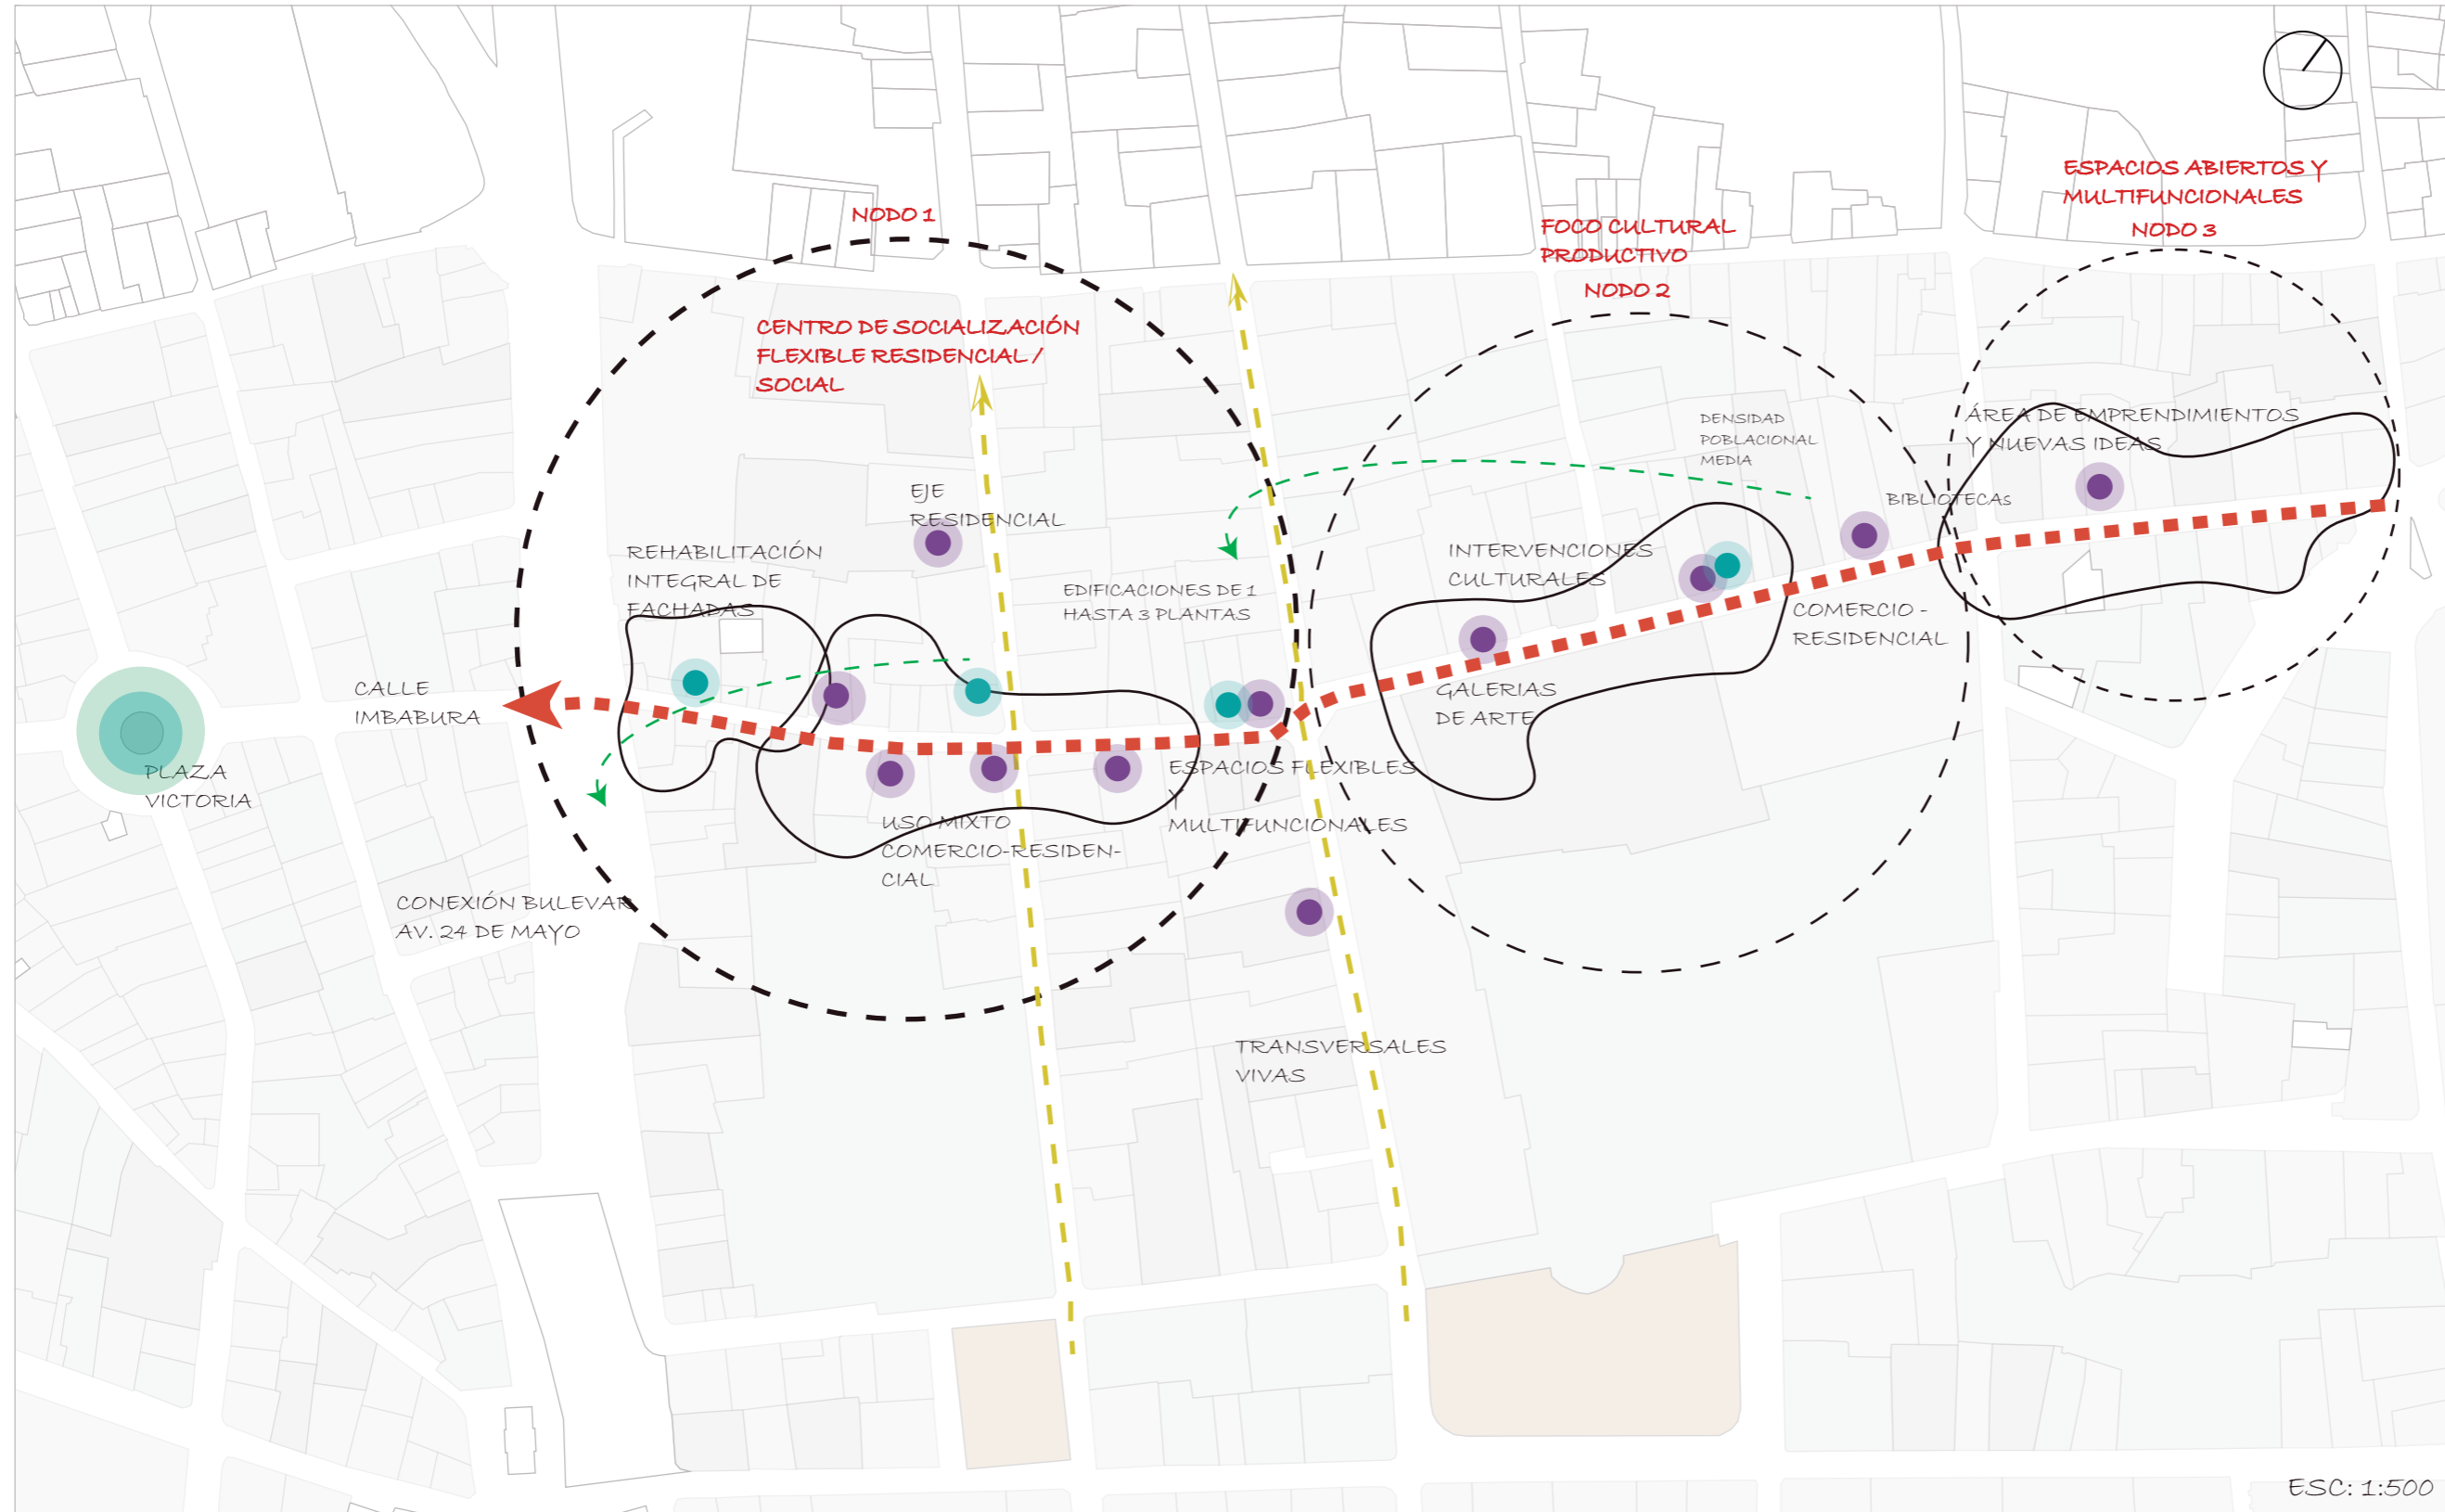 ESPACIOS ABIERTOS Y
MULTIFUNCIONALES
NODO 3
NODO 1
FOCO CULTURAL
PRODUCTIVO
NODO 2
CENTRO DE SOCIALIZACIÓN
FLEXIBLE RESIDENCIAL /
SOCIAL
DENSIDAD
POBLACIONAL
MEDIA
ÁREA DE EMPRENDIMIENTOS
Y NUEVAS IDEAS
EJE
RESIDENCIAL
BIBLIOTECAs
REHABILITACIÓN
INTEGRAL DE
FACHADAS
EDIFICACIONES DE 1
HASTA 3 PLANTAS
INTERVENCIONES
CULTURALES
COMERCIO -
RESIDENCIAL
CALLE
IMBABURA
GALERIAS
DE ARTE
PLAZA
VICTORIA
ESPACIOS FLEXIBLES
Y
MULTIFUNCIONALES
USO MIXTO
COMERCIO-RESIDEN-
CIAL
CONEXIÓN BULEVAR
AV. 24 DE MAYO
TRANSVERSALES
VIVAS
ESC: 1:500